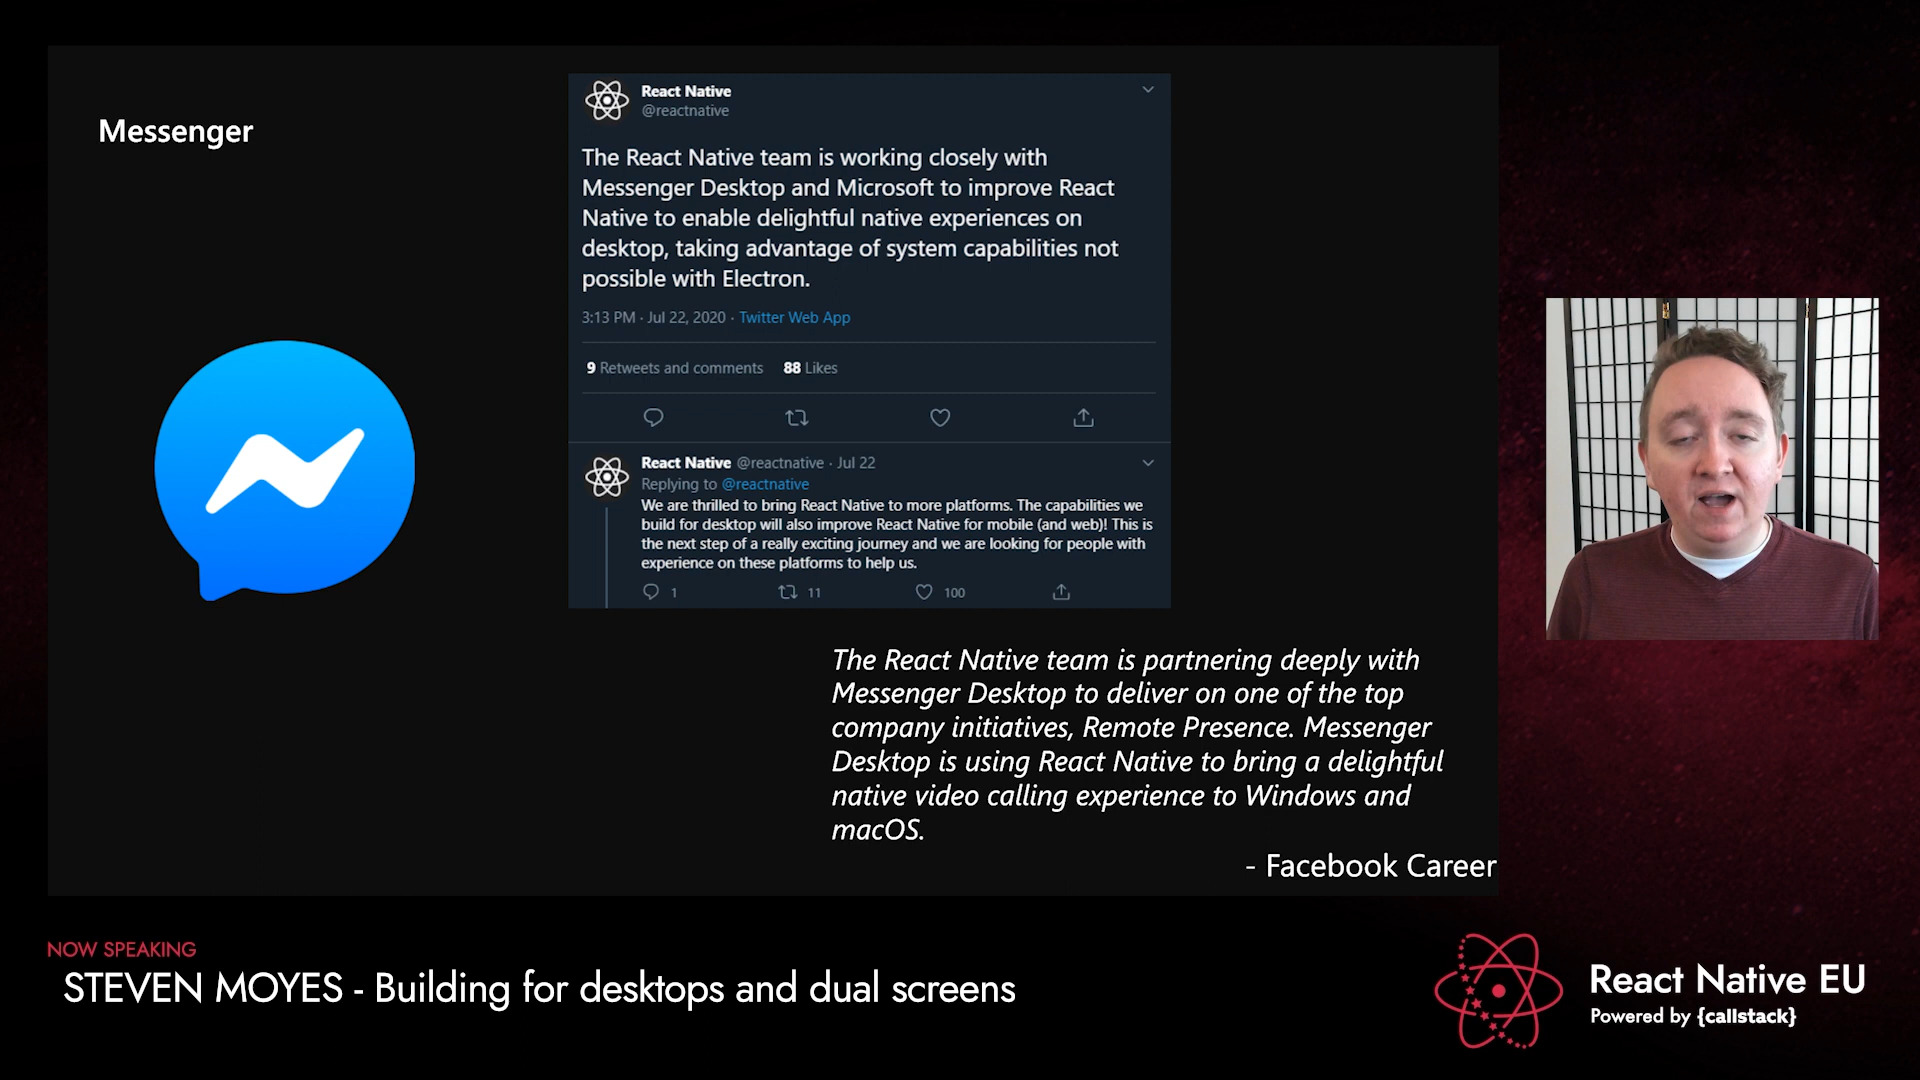 Messenger
React Native
@reactnative
The React Native team is working closely with
Messenger Desktop and Microsoft to improve React
Native to enable delightful native experiences on
desktop, taking advantage of system capabilities not
possible with Electron.
3:13 PM · Jul 22, 2020 · Twitter Web App
9 Retweets and comments 88 Likes
React Native @reactnative · Jul 22
Replying to @reactnative
We are thrilled to bring React Native to more platforms. The capabilities we
build for desktop will also improve React Native for mobile (and web)! This is
the next step of a really exciting journey and we are looking for people with
experience on these platforms to help us.
1 11 100
The React Native team is partnering deeply with
Messenger Desktop to deliver on one of the top
company initiatives, Remote Presence. Messenger
Desktop is using React Native to bring a delightful
native video calling experience to Windows and
macOS.
- Facebook Career
NOW SPEAKING
STEVEN MOYES - Building for desktops and dual screens
React Native EU
Powered by {callstack}